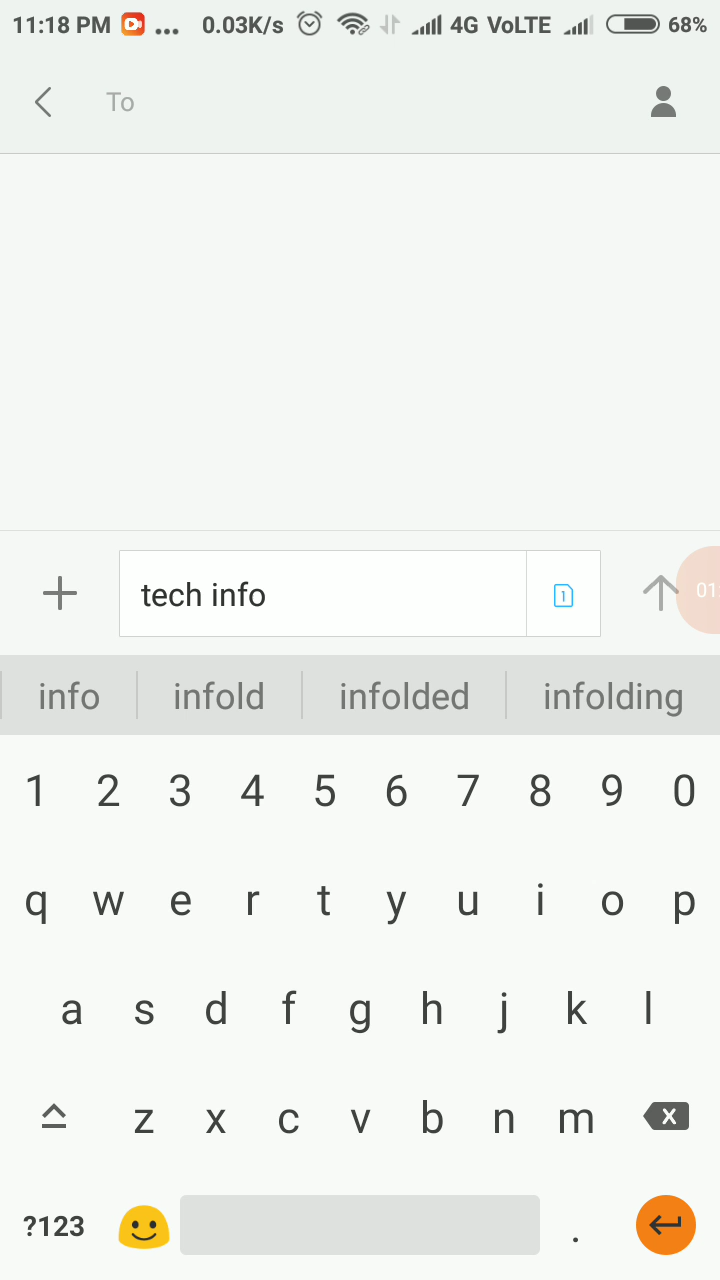 11:18 PM ... 0.03K/s 4G VoLTE 68%
To
tech info 1
01
info infold infolded infolding
1 2 3 4 5 6 7 8 9 0
q w e r t y u i o p
a s d f g h j k l
z x c v b n m
?123 .